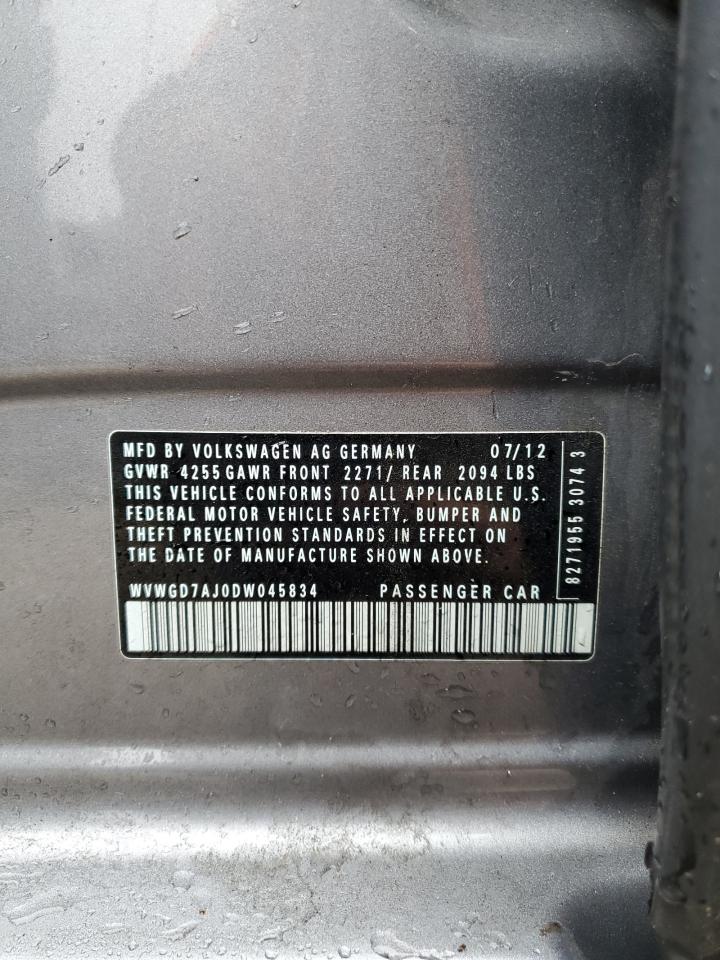 MFD BY VOLKSWAGEN AG GERMANY 07/12
GVWR 4255 GAWR FRONT 2271/ REAR 2094 LBS
THIS VEHICLE CONFORMS TO ALL APPLICABLE U.S.
FEDERAL MOTOR VEHICLE SAFETY, BUMPER AND
THEFT PREVENTION STANDARDS IN EFFECT ON
THE DATE OF MANUFACTURE SHOWN ABOVE.
WVWGD7AJ0DW045834 PASSENGER CAR
8271955 3074 3